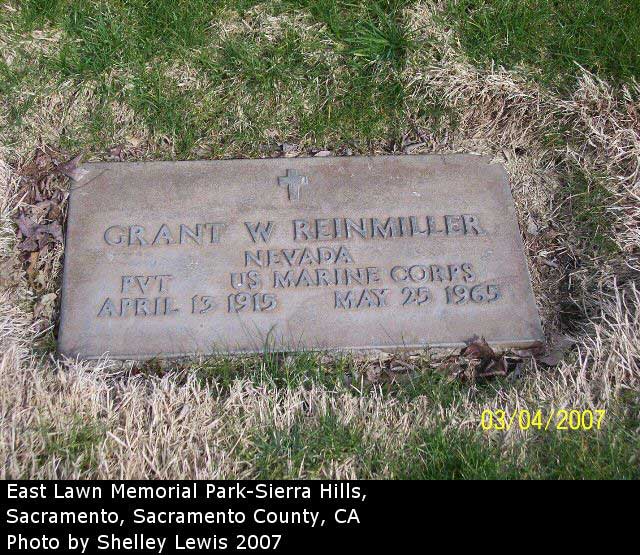 GRANT W REINMILLER
NEVADA
PVT US MARINE CORPS
APRIL 13 1915 MAY 25 1965
03/04/2007
East Lawn Memorial Park-Sierra Hills,
Sacramento, Sacramento County, CA
Photo by Shelley Lewis 2007